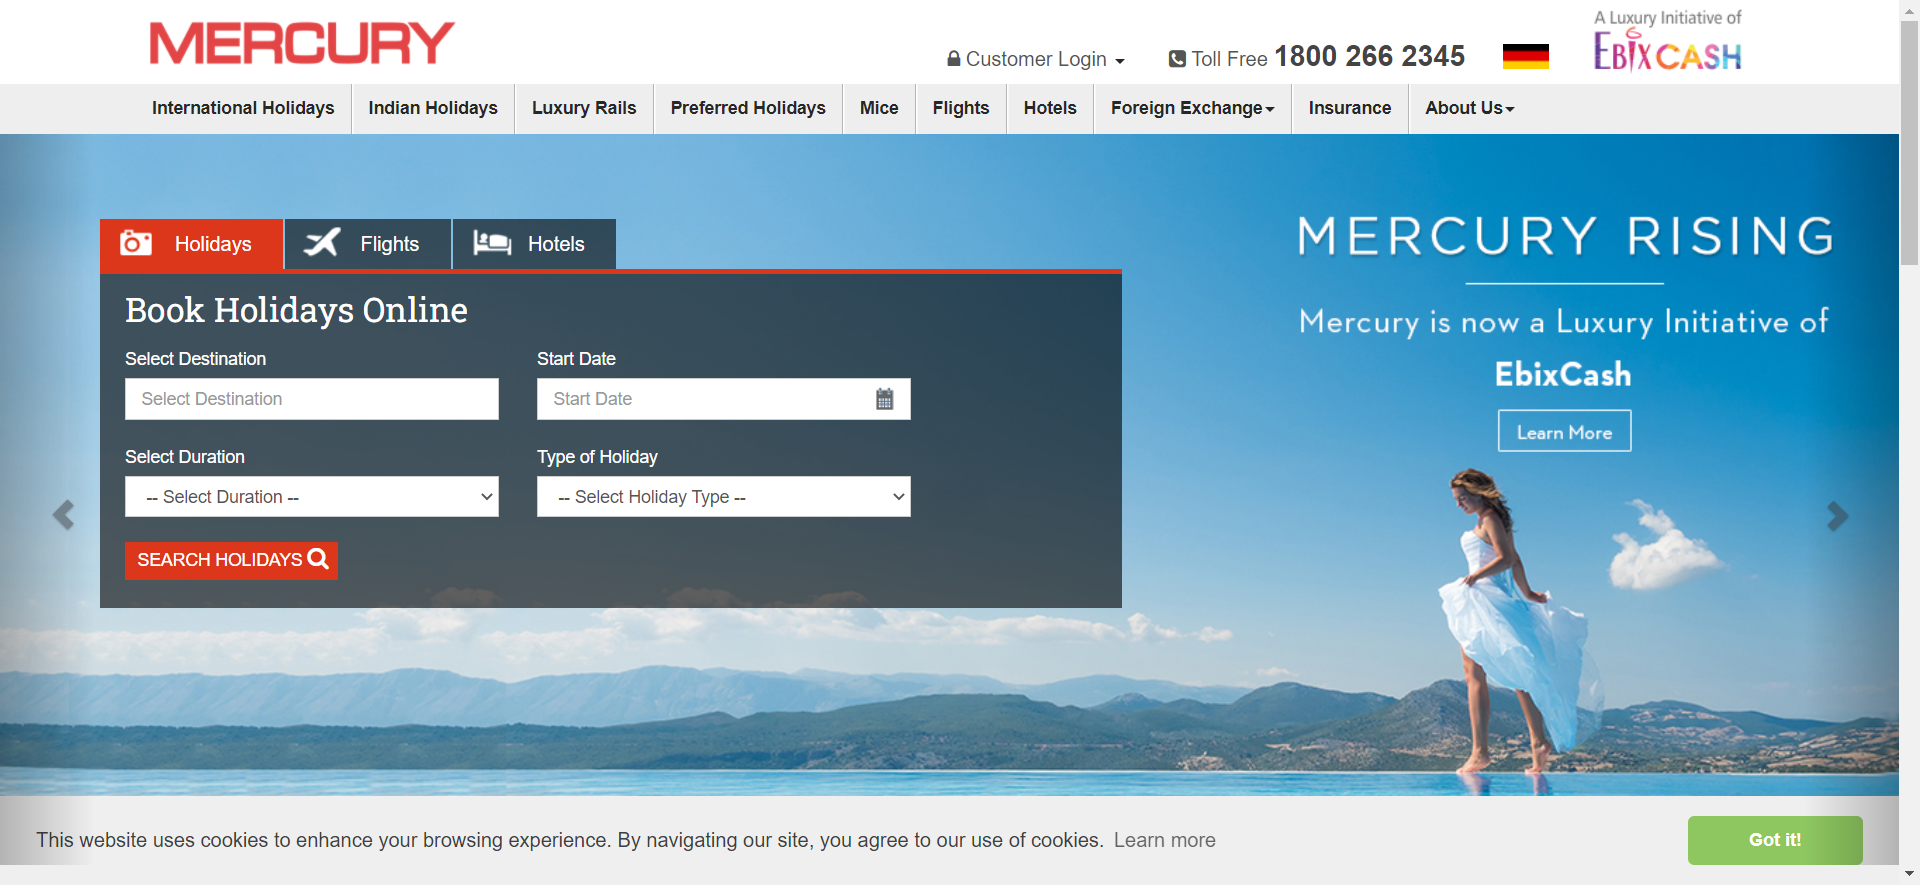 MERCURY
Customer Login
Toll Free 1800 266 2345
A Luxury Initiative of
EBIXCASH
International Holidays
Indian Holidays
Luxury Rails
Preferred Holidays
Mice
Flights
Hotels
Foreign Exchange
Insurance
About Us
Holidays
Flights
Hotels
Book Holidays Online
Select Destination
Start Date
Select Destination
Start Date
Select Duration
Type of Holiday
-- Select Duration --
-- Select Holiday Type --
SEARCH HOLIDAYS
MERCURY RISING
Mercury is now a Luxury Initiative of
EbixCash
Learn More
This website uses cookies to enhance your browsing experience. By navigating our site, you agree to our use of cookies. Learn more
Got it!